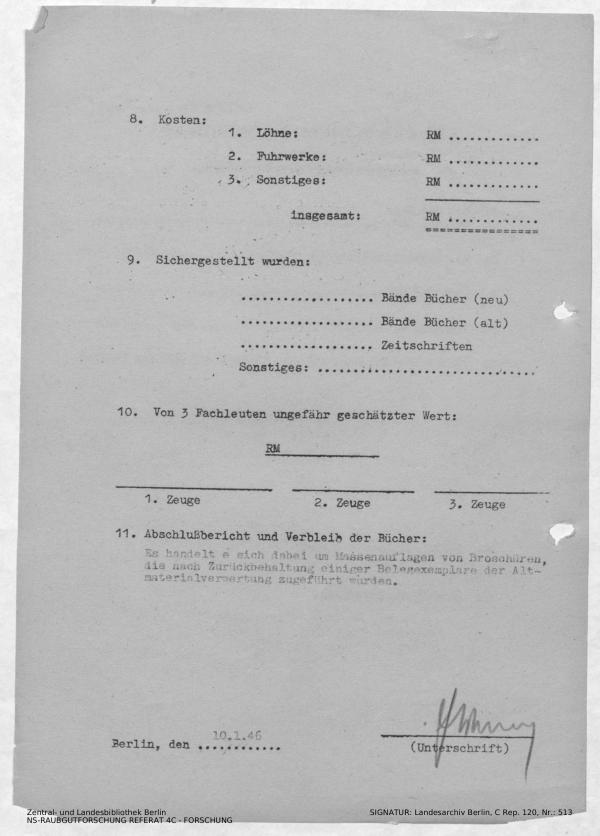 8. Kosten:
1. Löhne: RM .............
2. Fuhrwerke: RM .............
3. Sonstiges: RM .............
insgesamt: RM .............
9. Sichergestellt wurden:
................... Bände Bücher (neu)
................... Bände Bücher (alt)
................... Zeitschriften
Sonstiges: ...............................
10. Von 3 Fachleuten ungefähr geschätzter Wert:
RM
1. Zeuge 2. Zeuge 3. Zeuge
11. Abschlußbericht und Verbleib der Bücher:
Es handelt e sich dabei um Massenauflagen von Broschüren,
die nach Zurückbehaltung einiger Belegexemplare der Alt-
materialverwertung zugeführt wurden.
Berlin, den 10.1.46
(Unterschrift)
Zentral- und Landesbibliothek Berlin SIGNATUR: Landesarchiv Berlin, C Rep. 120, Nr.: 513
NS-RAUBGUTFORSCHUNG REFERAT 4C - FORSCHUNG